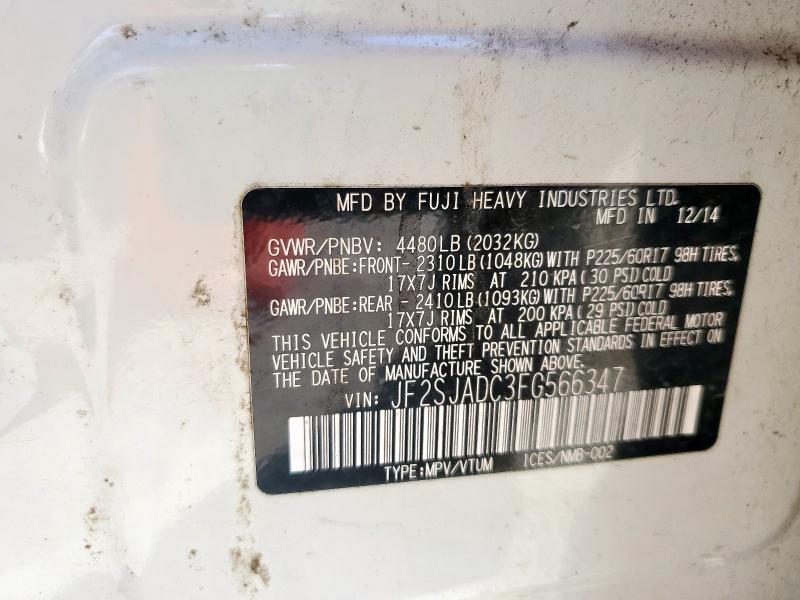 MFD BY FUJI HEAVY INDUSTRIES LTD.
MFD IN 12/14
GVWR/PNBV: 4480LB (2032KG)
GAWR/PNBE:FRONT- 2310LB (1048KG) WITH P225/60R17 98H TIRES,
17X7J RIMS AT 210 KPA (30 PSI) COLD
GAWR/PNBE:REAR - 2410LB (1093KG) WITH P225/60R17 98H TIRES,
17X7J RIMS AT 200 KPA (29 PSI) COLD
THIS VEHICLE CONFORMS TO ALL APPLICABLE FEDERAL MOTOR
VEHICLE SAFETY AND THEFT PREVENTION STANDARDS IN EFFECT ON
THE DATE OF MANUFACTURE SHOWN ABOVE.
VIN: JF2SJADC3FG566347
TYPE:MPV/VTUM ICES/NMB-002